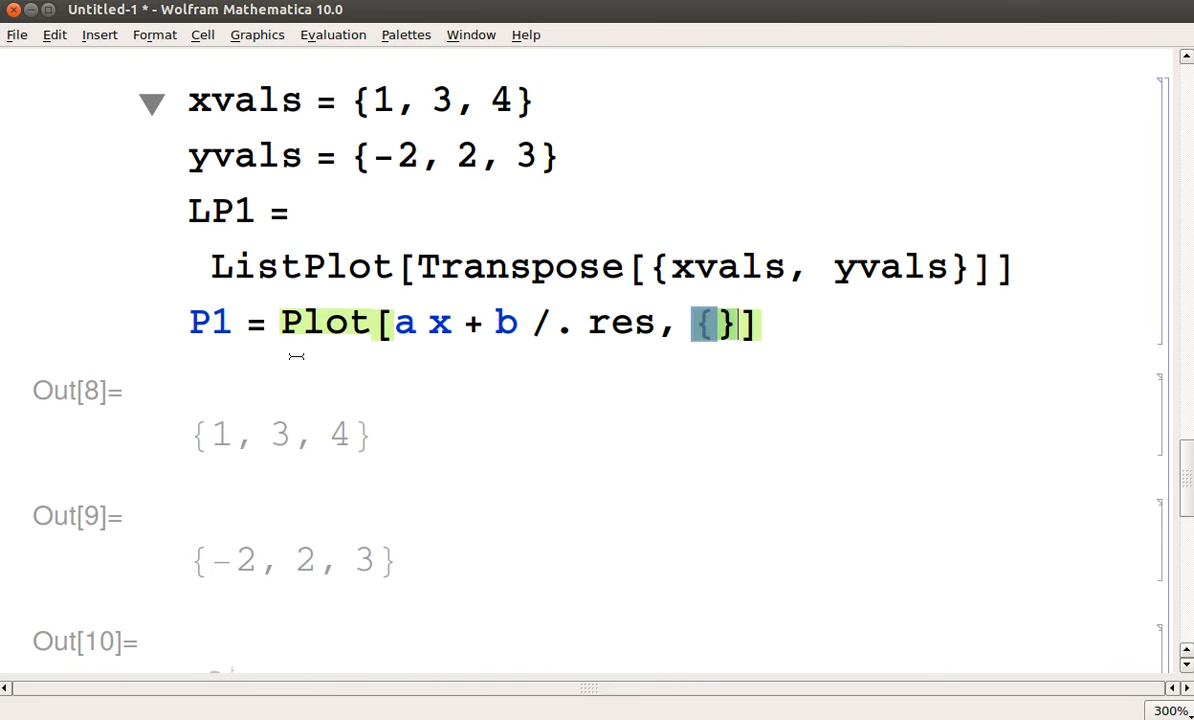 Untitled-1 * - Wolfram Mathematica 10.0
File Edit Insert Format Cell Graphics Evaluation Palettes Window Help
xvals = {1, 3, 4}
yvals = {-2, 2, 3}
LP1 =
ListPlot[Transpose[{xvals, yvals}]]
P1 = Plot[a x + b /. res, {}]
Out[8]=
{1, 3, 4}
Out[9]=
{-2, 2, 3}
Out[10]=
300%